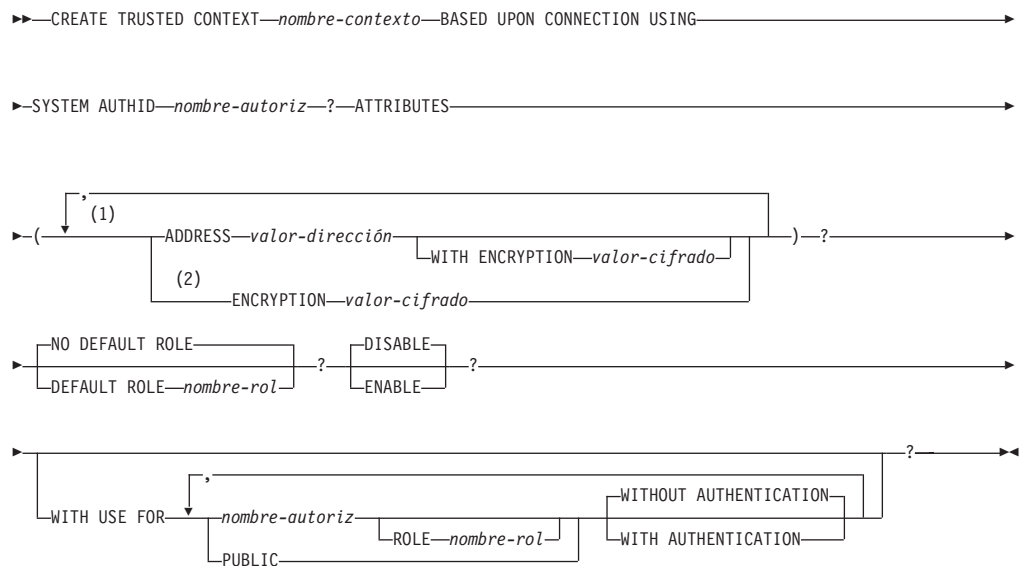 CREATE TRUSTED CONTEXT nombre-contexto BASED UPON CONNECTION USING
SYSTEM AUTHID nombre-autoriz ? ATTRIBUTES
,
(1)
( ADDRESS valor-dirección ) ?
WITH ENCRYPTION valor-cifrado
(2)
ENCRYPTION valor-cifrado
NO DEFAULT ROLE DISABLE
? ?
DEFAULT ROLE nombre-rol ENABLE
?
,
WITHOUT AUTHENTICATION
WITH USE FOR nombre-autoriz
ROLE nombre-rol WITH AUTHENTICATION
PUBLIC